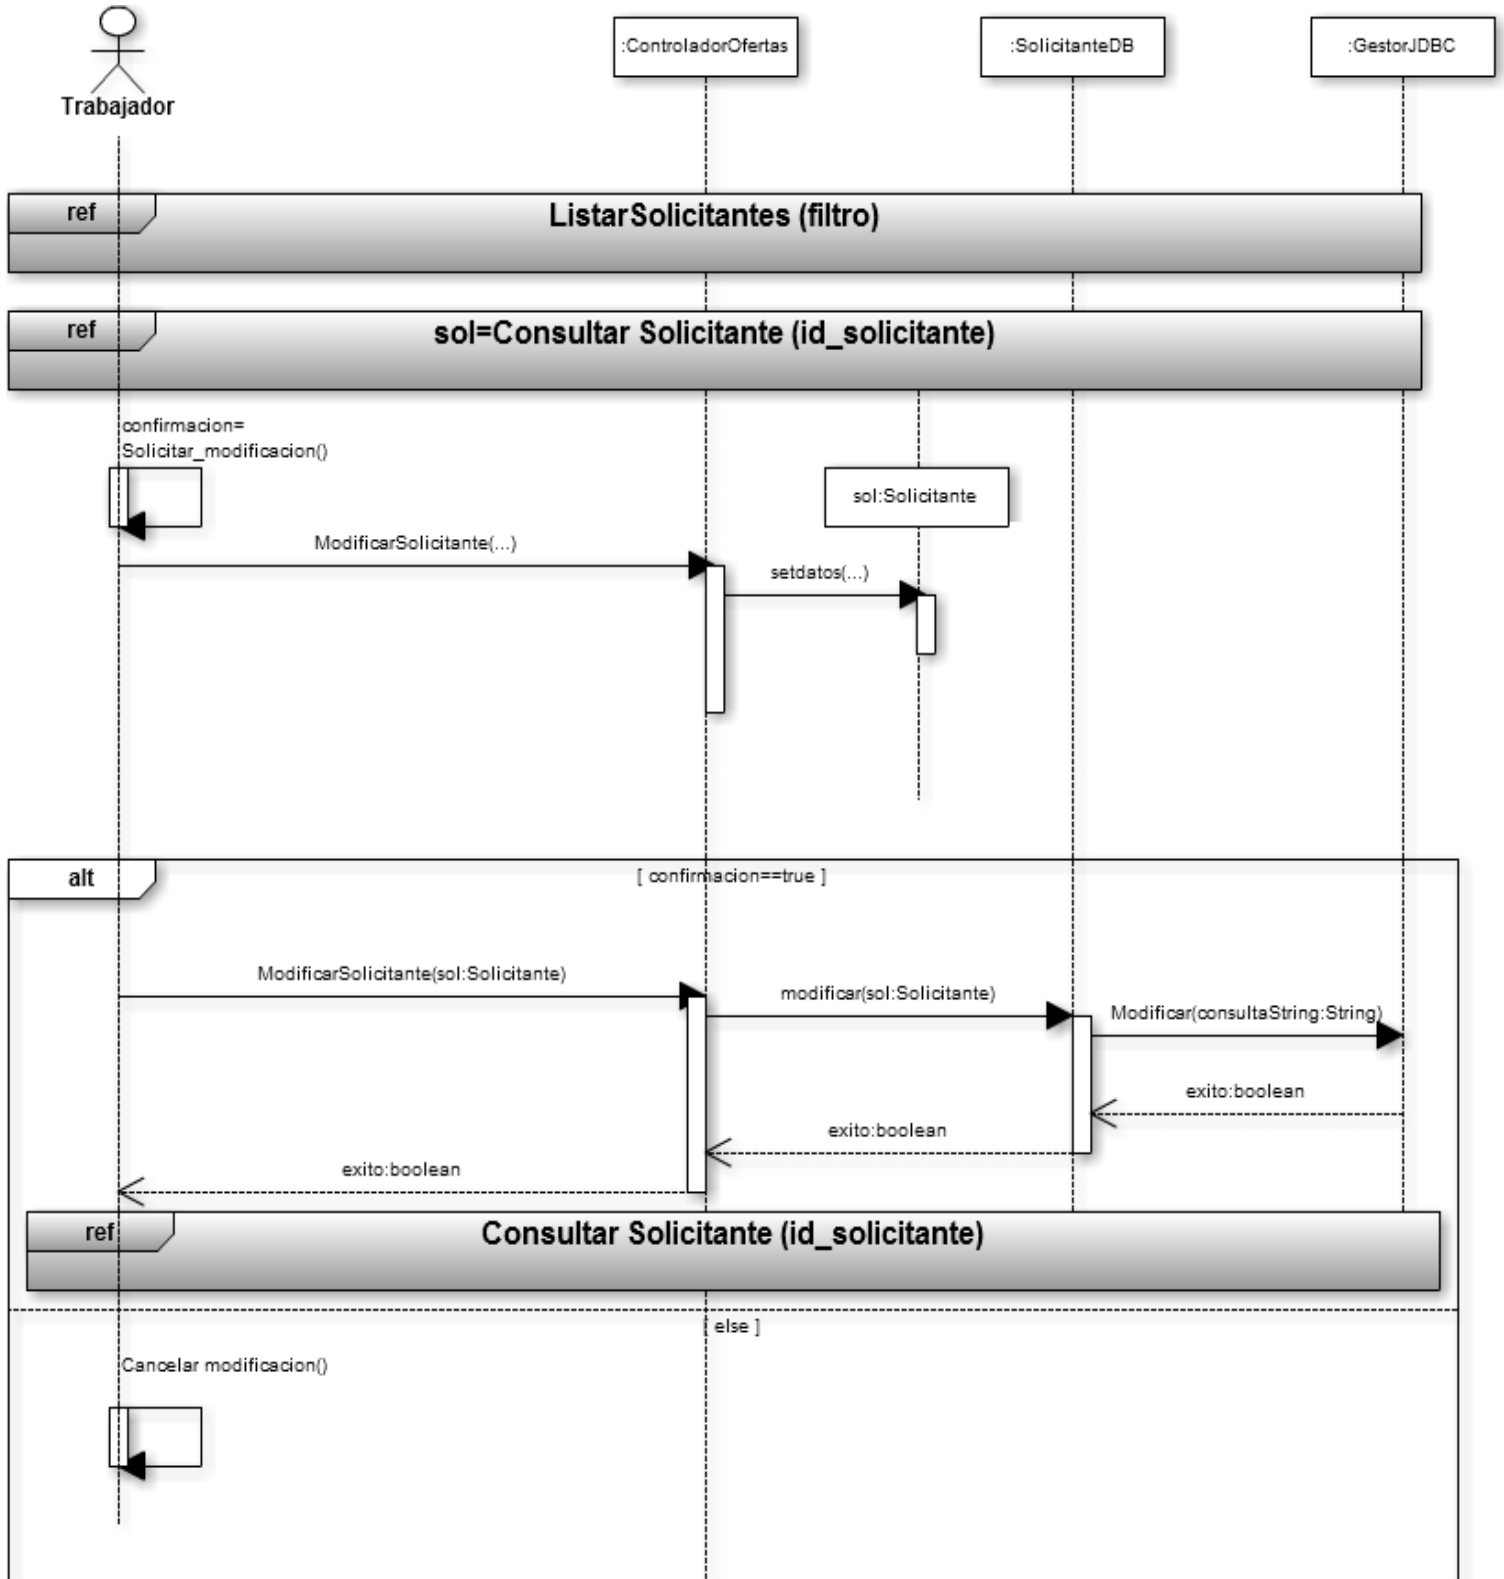 Trabajador
:ControladorOfertas
:SolicitanteDB
:GestorJDBC
ref
ListarSolicitantes (filtro)
ref
sol=Consultar Solicitante (id_solicitante)
confirmacion=
Solicitar_modificacion()
sol:Solicitante
ModificarSolicitante(...)
setdatos(...)
alt
[ confirmacion==true ]
ModificarSolicitante(sol:Solicitante)
modificar(sol:Solicitante)
Modificar(consultaString:String)
exito:boolean
exito:boolean
exito:boolean
ref
Consultar Solicitante (id_solicitante)
[ else ]
Cancelar modificacion()